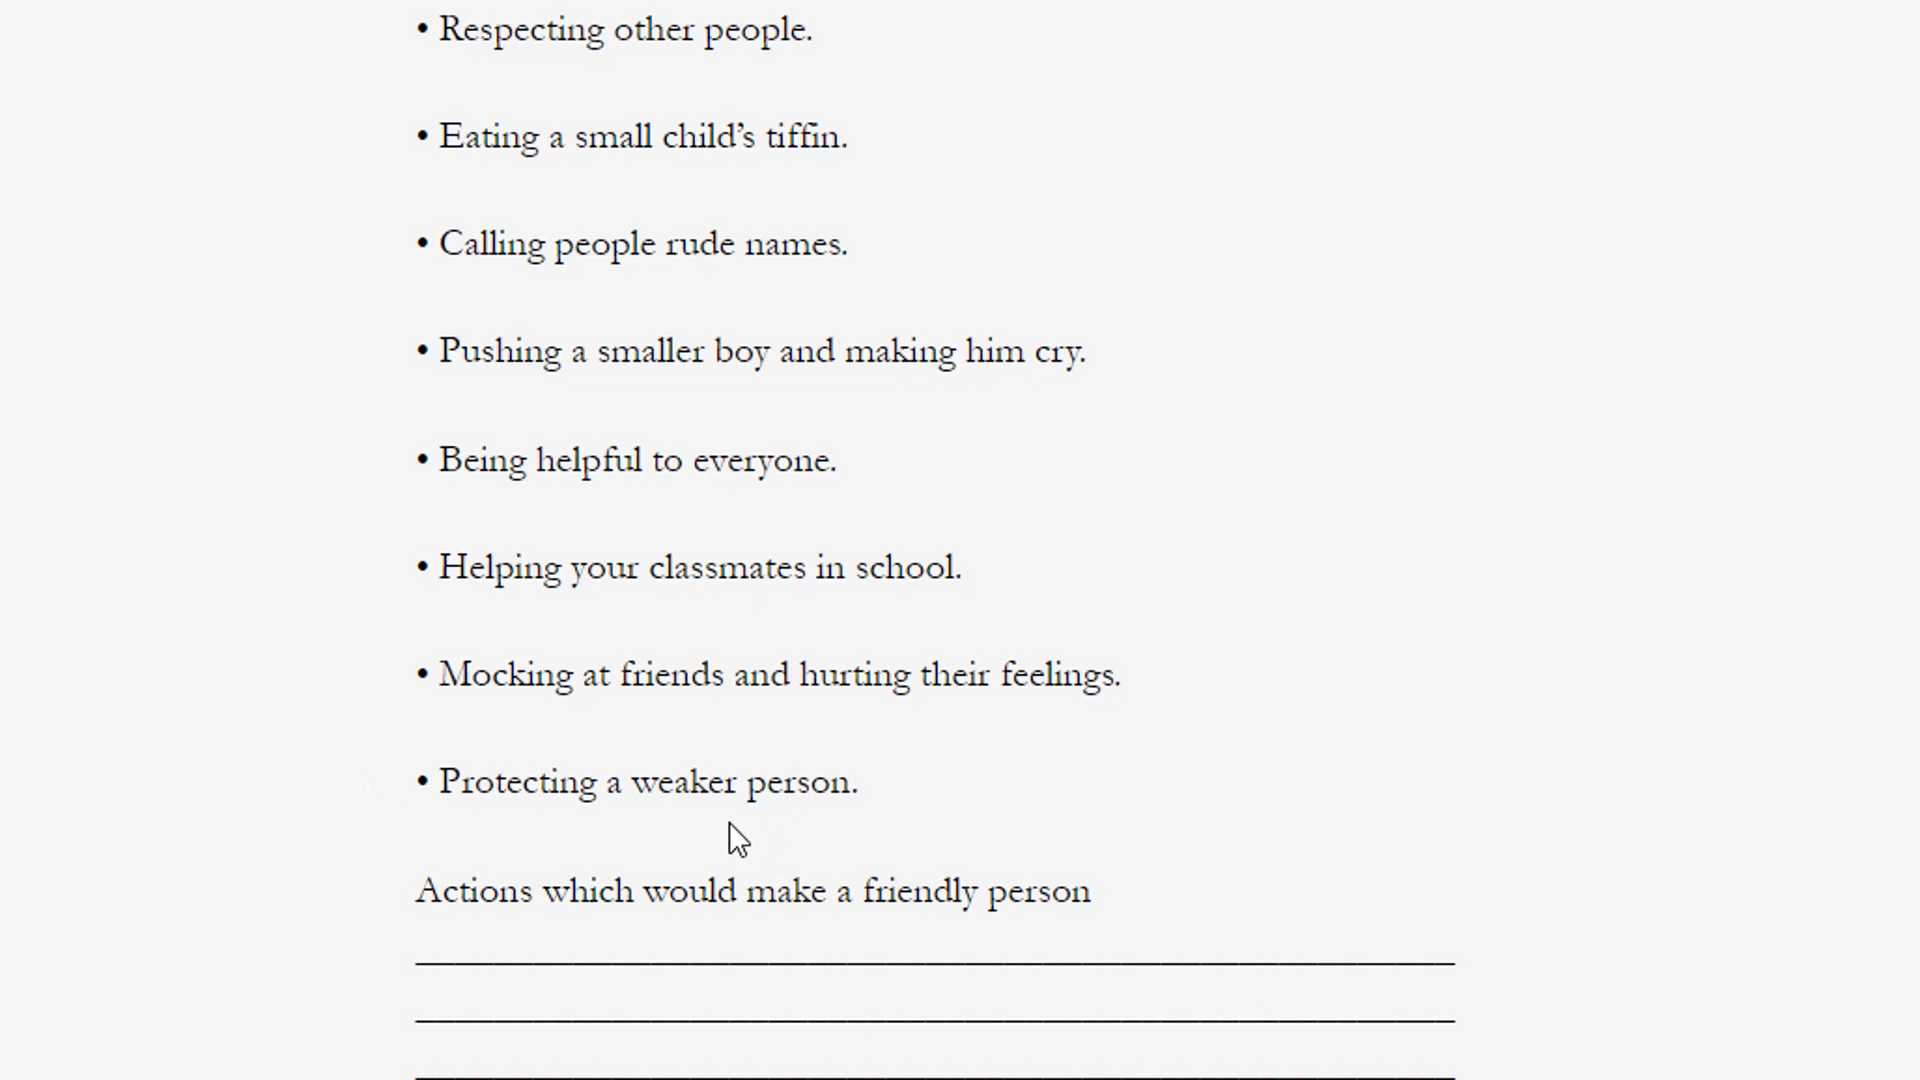 • Respecting other people.
• Eating a small child’s tiffin.
• Calling people rude names.
• Pushing a smaller boy and making him cry.
• Being helpful to everyone.
• Helping your classmates in school.
• Mocking at friends and hurting their feelings.
• Protecting a weaker person.
Actions which would make a friendly person